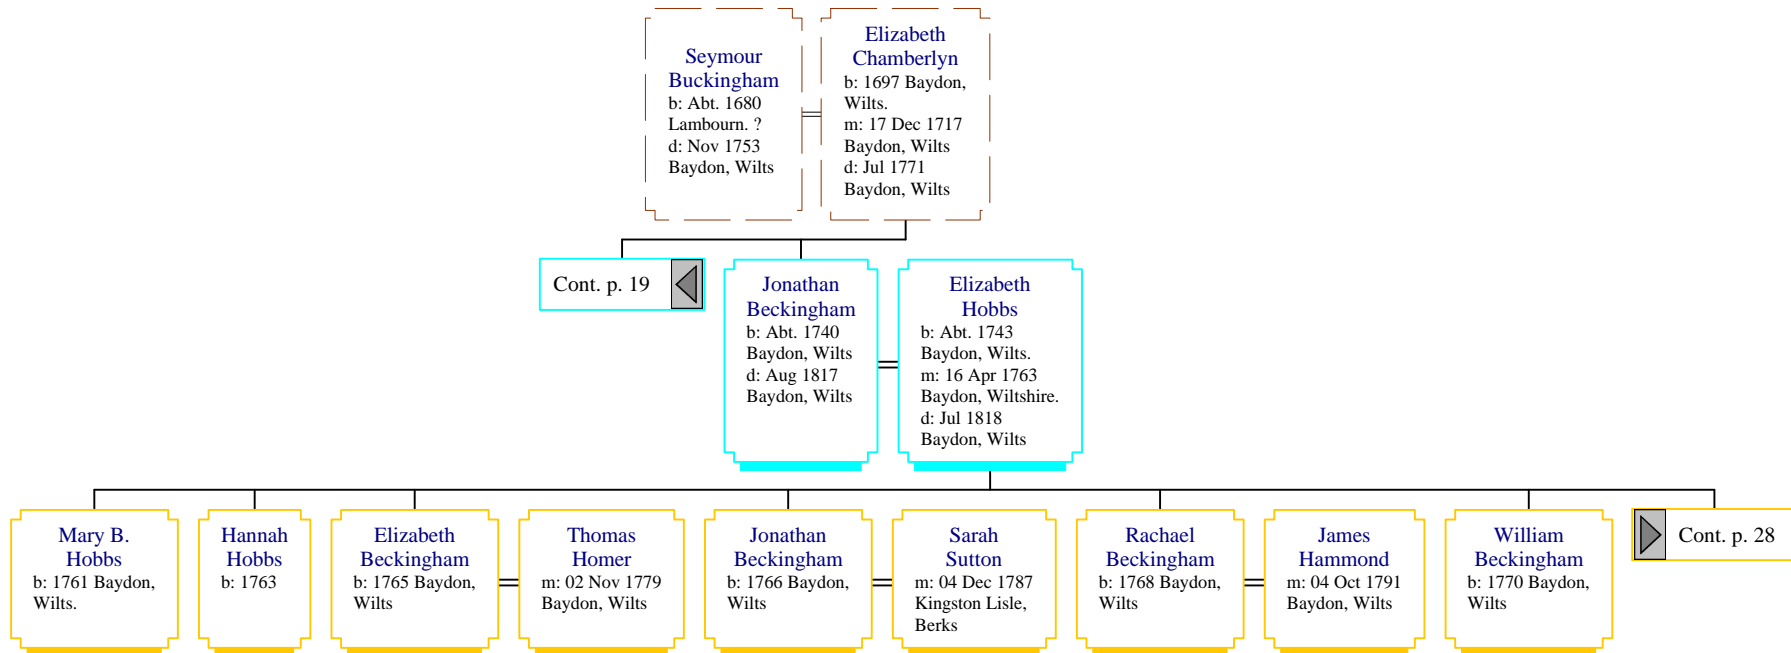 Seymour
Buckingham
b: Abt. 1680
Lambourn. ?
d: Nov 1753
Baydon, Wilts
Elizabeth
Chamberlyn
b: 1697 Baydon,
Wilts.
m: 17 Dec 1717
Baydon, Wilts
d: Jul 1771
Baydon, Wilts
Cont. p. 19
Jonathan
Beckingham
b: Abt. 1740
Baydon, Wilts
d: Aug 1817
Baydon, Wilts
Elizabeth
Hobbs
b: Abt. 1743
Baydon, Wilts.
m: 16 Apr 1763
Baydon, Wiltshire.
d: Jul 1818
Baydon, Wilts
Mary B.
Hobbs
b: 1761 Baydon,
Wilts.
Hannah
Hobbs
b: 1763
Elizabeth
Beckingham
b: 1765 Baydon,
Wilts
Thomas
Homer
m: 02 Nov 1779
Baydon, Wilts
Jonathan
Beckingham
b: 1766 Baydon,
Wilts
Sarah
Sutton
m: 04 Dec 1787
Kingston Lisle,
Berks
Rachael
Beckingham
b: 1768 Baydon,
Wilts
James
Hammond
m: 04 Oct 1791
Baydon, Wilts
William
Beckingham
b: 1770 Baydon,
Wilts
Cont. p. 28